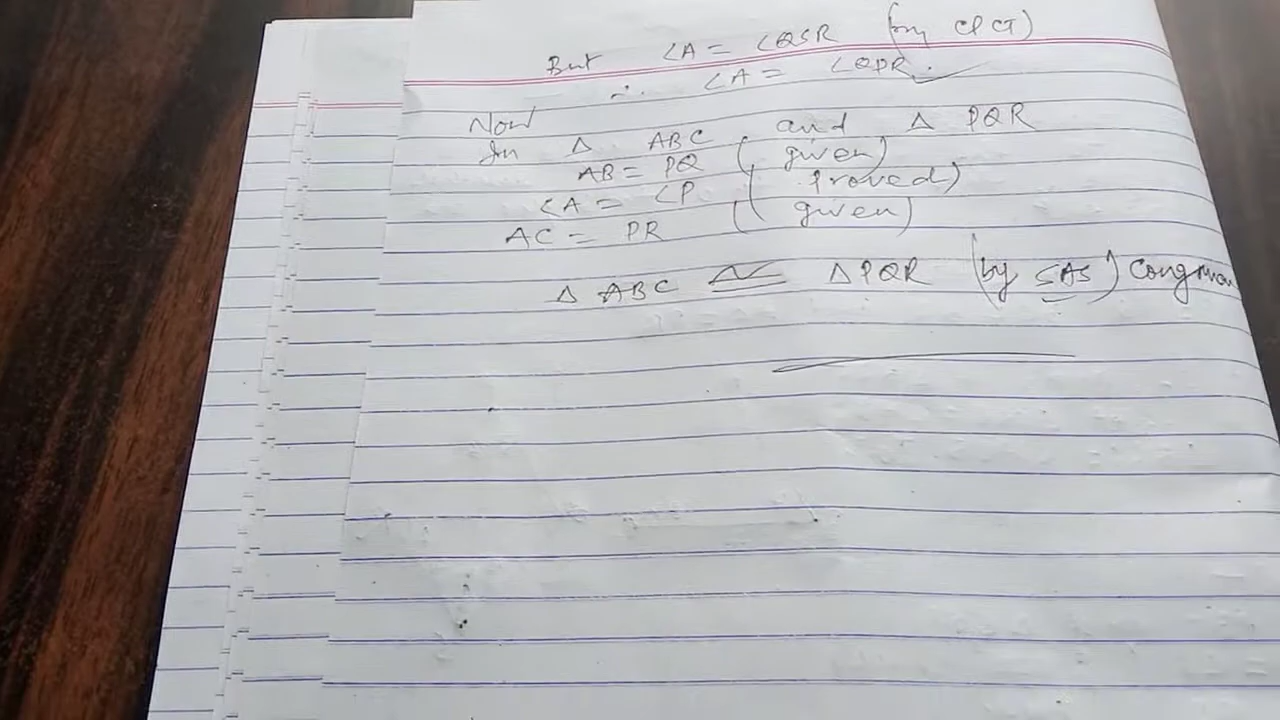 But ∠A = ∠QSR (by CPCT)
∴ ∠A = ∠QPR.
Now
In Δ ABC and Δ PQR
AB = PQ (given)
∠A = ∠P (proved)
AC = PR (given)
Δ ABC ≅ Δ PQR (by SAS)